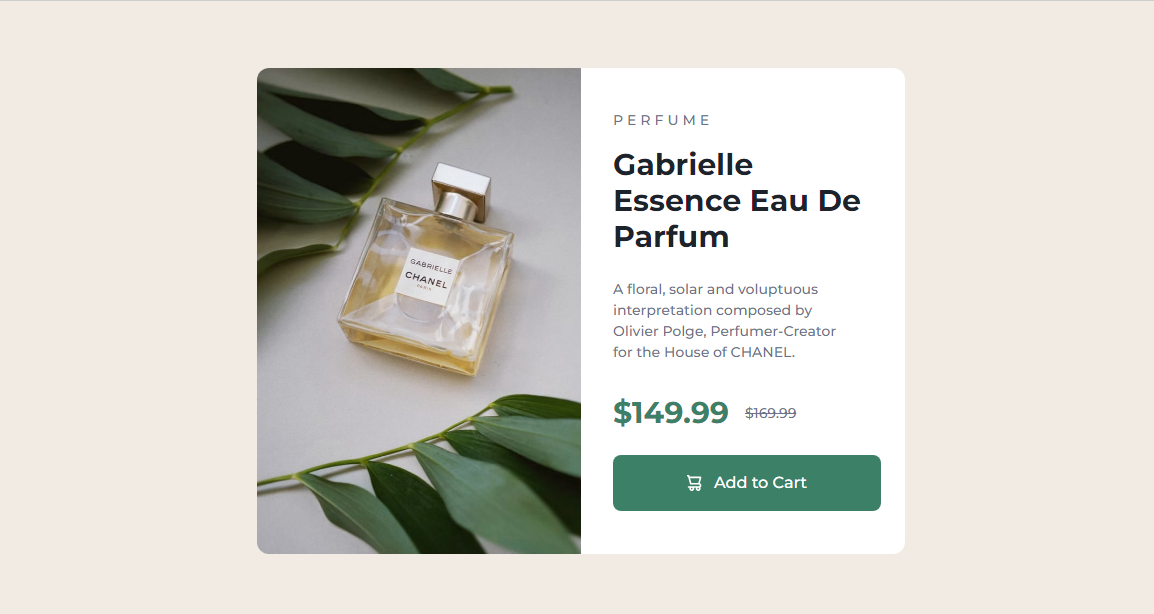 GABRIELLE
CHANEL
PARIS
PERFUME
Gabrielle
Essence Eau De
Parfum
A floral, solar and voluptuous
interpretation composed by
Olivier Polge, Perfumer-Creator
for the House of CHANEL.
$149.99 $169.99
Add to Cart